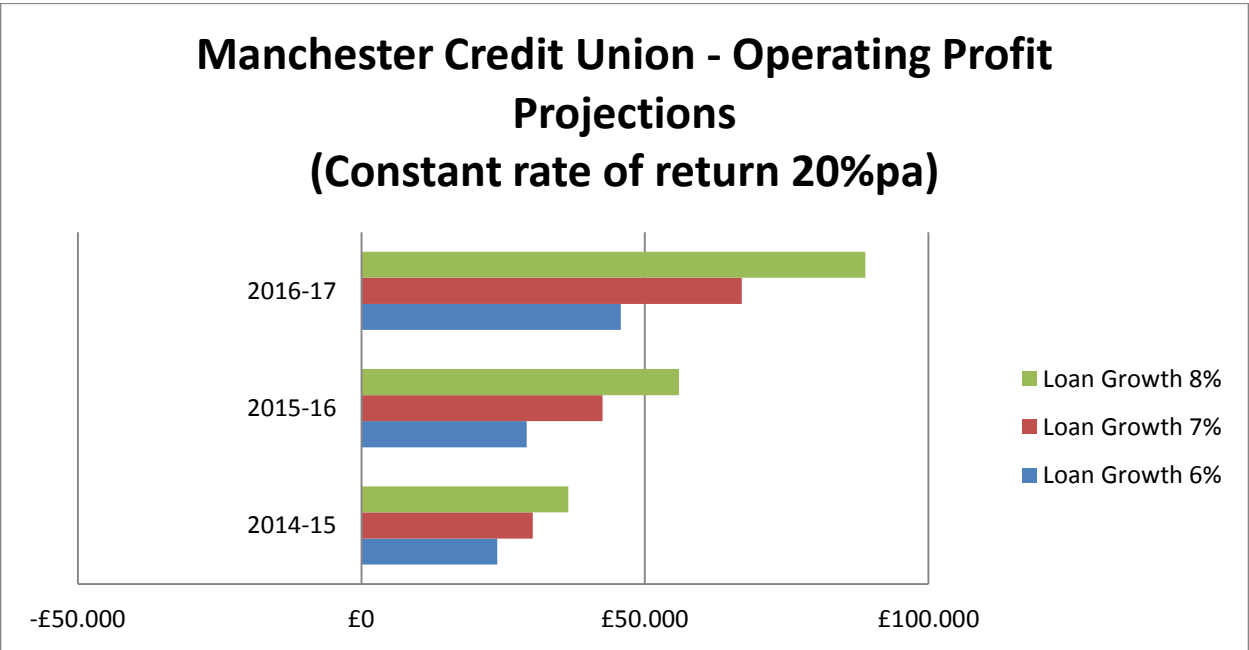 Manchester Credit Union - Operating Profit
Projections
(Constant rate of return 20%pa)
2016-17
2015-16
2014-15
Loan Growth 8%
Loan Growth 7%
Loan Growth 6%
-£50.000
£0
£50.000
£100.000